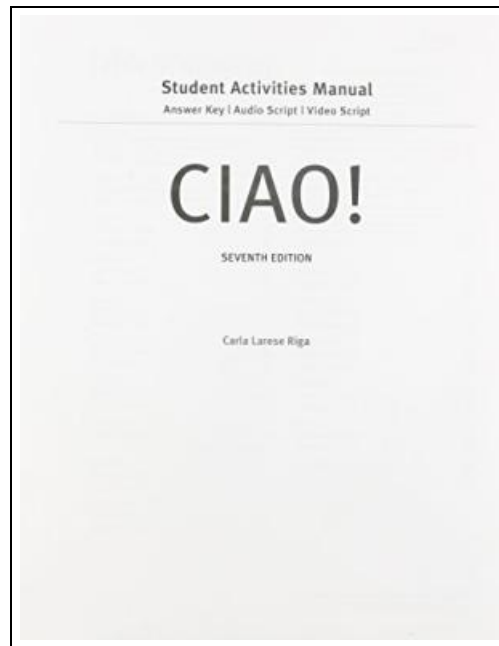 Student Activities Manual
Answer Key | Audio Script | Video Script
CIAO!
SEVENTH EDITION
Carla Larese Riga